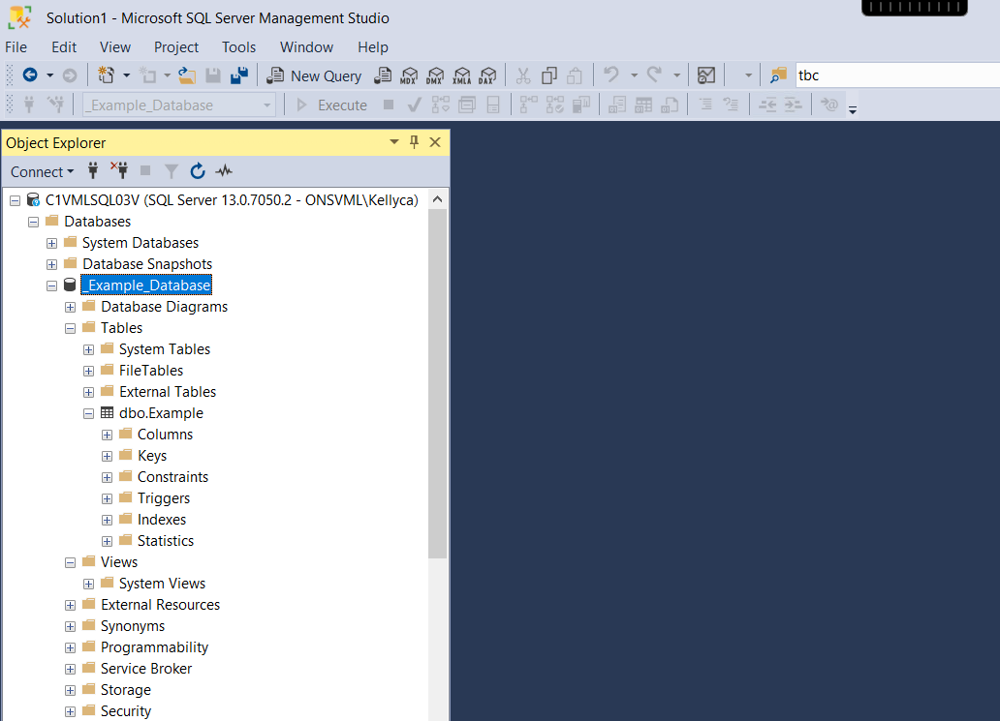 Solution1 - Microsoft SQL Server Management Studio
File Edit View Project Tools Window Help
New Query MDX DMX XMLA DAX tbc
_Example_Database Execute
Object Explorer
Connect
C1VMLSQL03V (SQL Server 13.0.7050.2 - ONSVML\Kellyca)
Databases
System Databases
Database Snapshots
_Example_Database
Database Diagrams
Tables
System Tables
FileTables
External Tables
dbo.Example
Columns
Keys
Constraints
Triggers
Indexes
Statistics
Views
System Views
External Resources
Synonyms
Programmability
Service Broker
Storage
Security